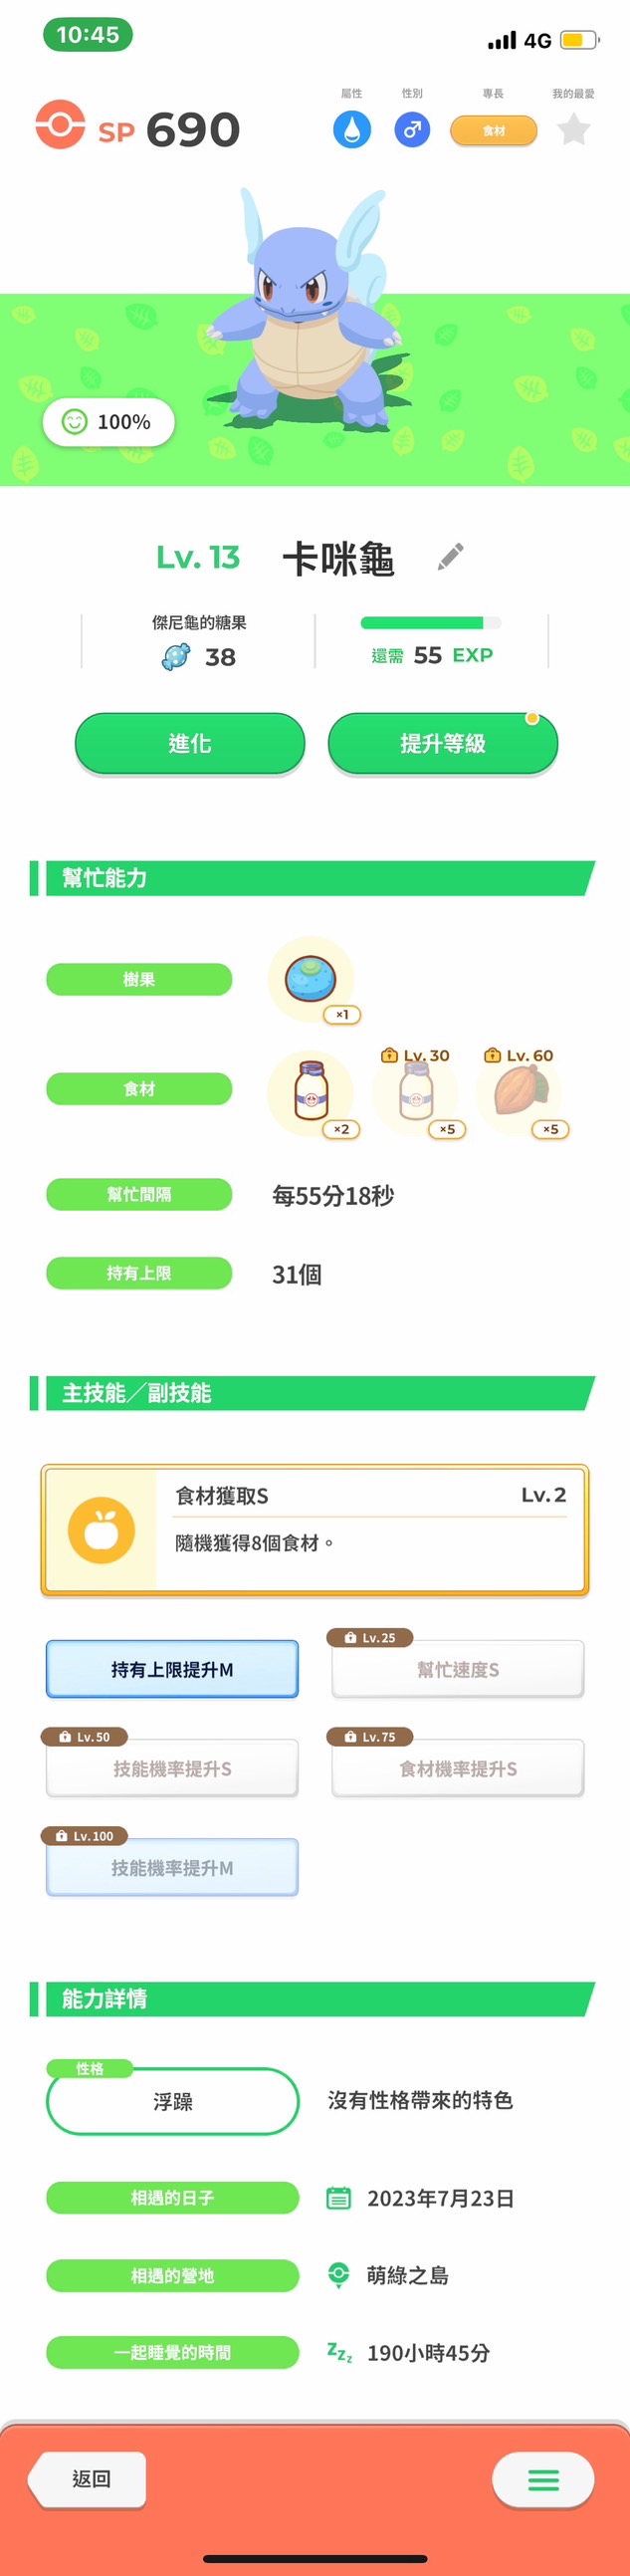 10:45
4G
SP 690
屬性
性別
專長
我的最愛
食材
100%
Lv. 13 卡咪龜
傑尼龜的糖果
38
還需 55 EXP
進化
提升等級
幫忙能力
樹果
×1
食材
×2
Lv. 30
×5
Lv. 60
×5
幫忙間隔
每55分18秒
持有上限
31個
主技能／副技能
食材獲取S Lv. 2
隨機獲得8個食材。
持有上限提升M
Lv. 25
幫忙速度S
Lv. 50
技能機率提升S
Lv. 75
食材機率提升S
Lv. 100
技能機率提升M
能力詳情
性格
浮躁
沒有性格帶來的特色
相遇的日子
2023年7月23日
相遇的營地
萌綠之島
一起睡覺的時間
zzz
190小時45分
返回